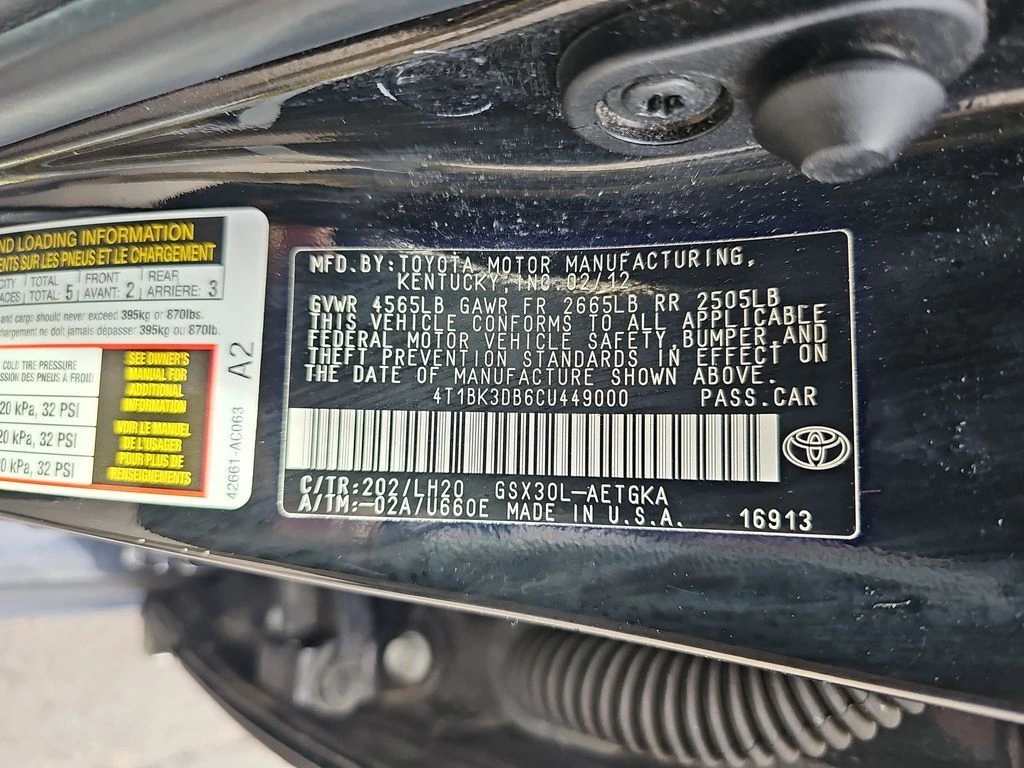 ND LOADING INFORMATION
ENTS SUR LES PNEUS ET LE CHARGEMENT
CITY TOTAL FRONT REAR
ACES TOTAL: 5 AVANT: 2 ARRIÈRE: 3
and cargo should never exceed 395kg or 870lbs.
chargement ne doit jamais dépasser 395kg ou 870lb.
COLD TIRE PRESSURE
SSION DES PNEUS A FROID
20 kPa, 32 PSI
20 kPa, 32 PSI
20 kPa, 32 PSI
SEE OWNER'S
MANUAL FOR
ADDITIONAL
INFORMATION
VOIR LE MANUEL
DE L'USAGER
POUR PLUS DE
RENSEIGNEMENTS
A2
42661-AC063
MFD.BY:TOYOTA MOTOR MANUFACTURING,
KENTUCKY,INC.02/12
GVWR 4565LB GAWR FR 2665LB RR 2505LB
THIS VEHICLE CONFORMS TO ALL APPLICABLE
FEDERAL MOTOR VEHICLE SAFETY,BUMPER,AND
THEFT PREVENTION STANDARDS IN EFFECT ON
THE DATE OF MANUFACTURE SHOWN ABOVE.
4T1BK3DB6CU449000 PASS.CAR
C/TR:202/LH20 GSX30L-AETGKA
A/TM:-02A/U660E MADE IN U.S.A. 16913